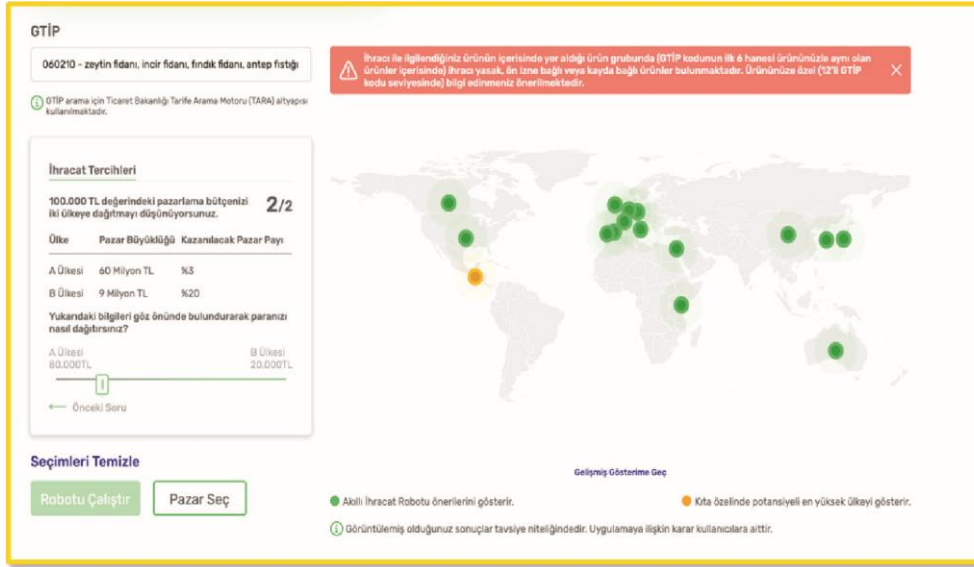 GTİP
060210 - zeytin fidanı, incir fidanı, fındık fidanı, antep fıstığı
GTİP arama için Ticaret Bakanlığı Tarife Arama Motoru (TARA) altyapısı
kullanılmaktadır.
İhracı ile ilgilendiğiniz ürünün içerisinde yer aldığı ürün grubunda (GTİP kodunun ilk 6 hanesi ürünümüzle aynı olan
ürünler içerisinde) ihracı yasak, ön izne bağlı veya kayda bağlı ürünler bulunmaktadır. Ürününüze özel (12'li GTİP
kodu seviyesinde) bilgi edinmeniz önerilmektedir.
İhracat Tercihleri
100.000 TL değerindeki pazarlama bütçenizi
iki ülkeye dağıtmayı düşünüyorsunuz.
2/2
Ülke Pazar Büyüklüğü Kazanılacak Pazar Payı
A Ülkesi 60 Milyon TL %3
B Ülkesi 9 Milyon TL %20
Yukarıdaki bilgileri göz önünde bulundurarak paranızı
nasıl dağıtırsınız?
A Ülkesi B Ülkesi
80.000TL 20.000TL
Önceki Soru
Seçimleri Temizle
Robotu Çalıştır Pazar Seç
Gelişmiş Gösterime Geç
Akıllı İhracat Robotu önerilerini gösterir.
Kıta özelinde potansiyeli en yüksek ülkeyi gösterir.
Görüntülemiş olduğunuz sonuçlar tavsiye niteliğindedir. Uygulamaya ilişkin karar kullanıcılara aittir.